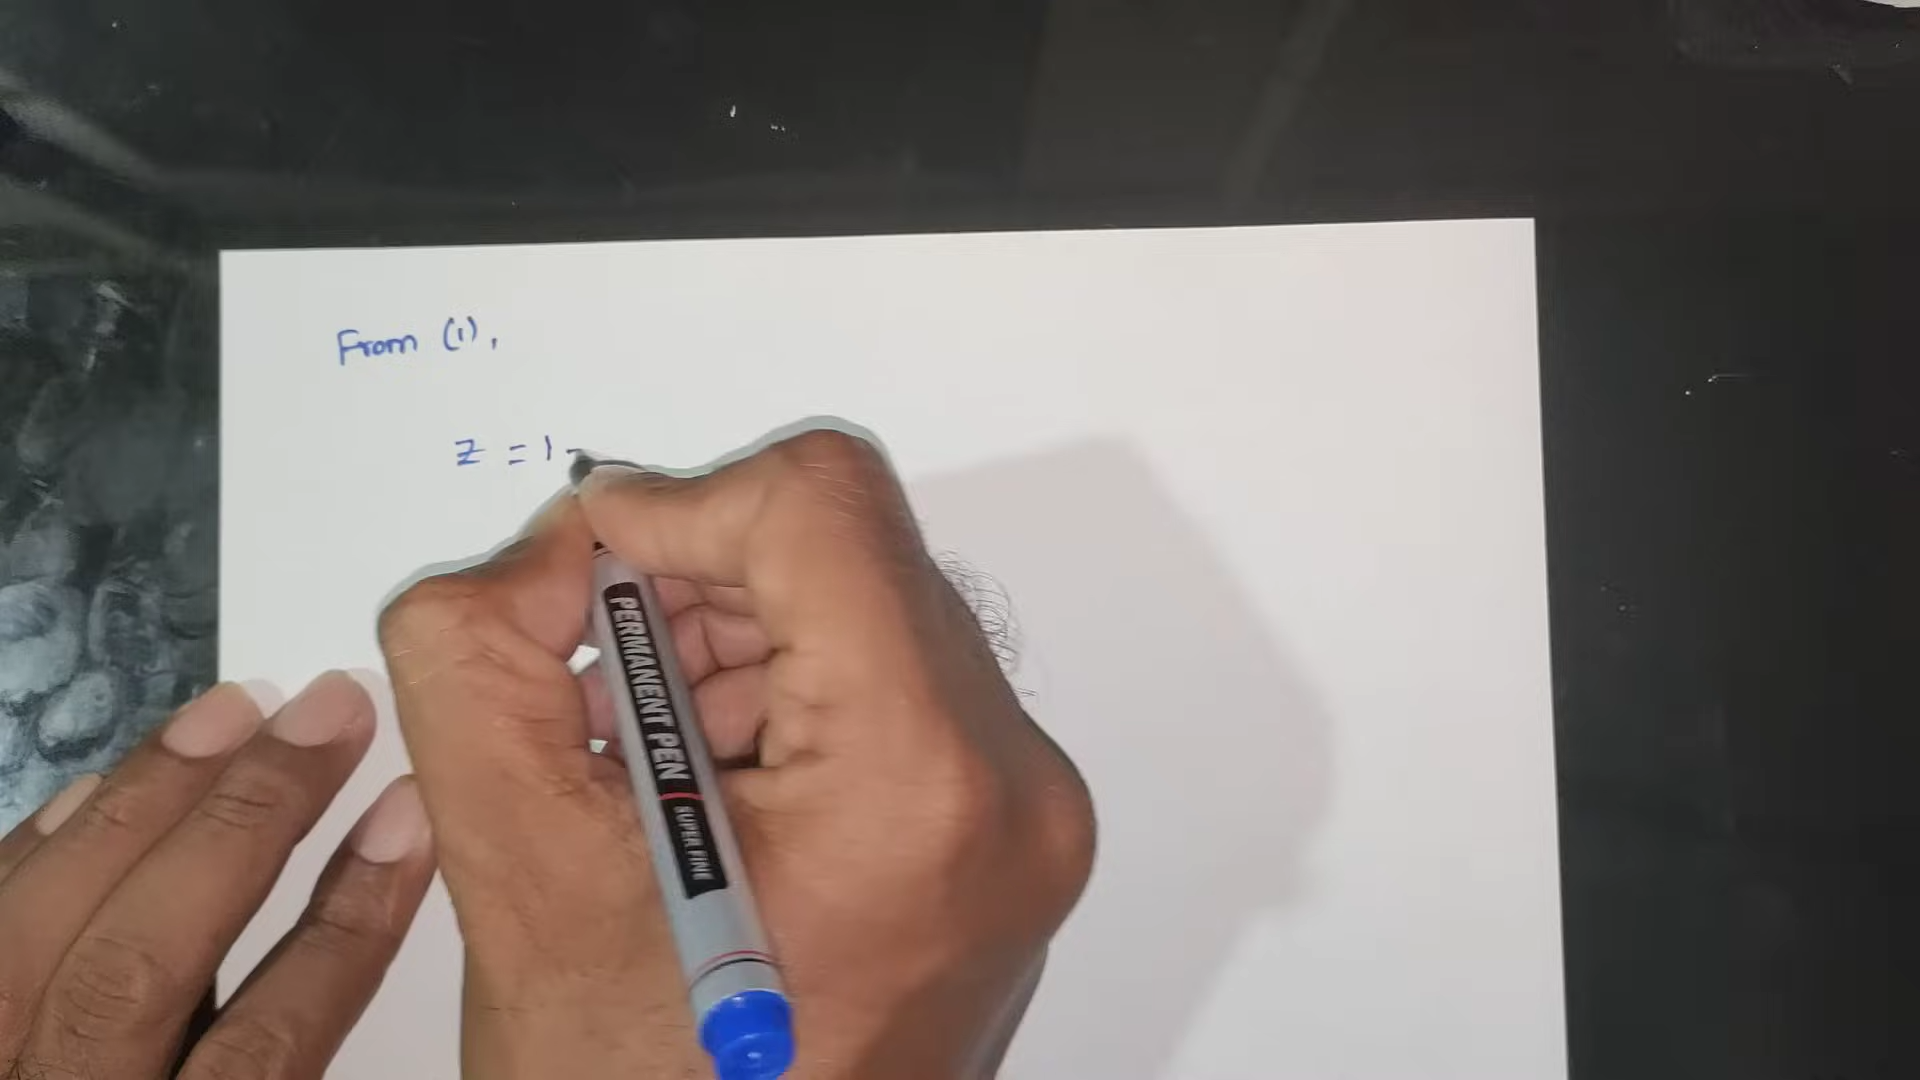 From (1),
z = 1 -
PERMANENT PEN SUPER FINE